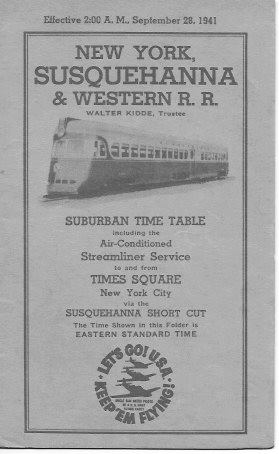 Effective 2:00 A. M., September 28, 1941
NEW YORK,
SUSQUEHANNA
& WESTERN R. R.
WALTER KIDDE, Trustee
SUBURBAN TIME TABLE
including the
Air-Conditioned
Streamliner Service
to and from
TIMES SQUARE
New York City
via the
SUSQUEHANNA SHORT CUT
The Time Shown in this Folder is
EASTERN STANDARD TIME
LET'S GO! U.S.A.
KEEP 'EM FLYING!